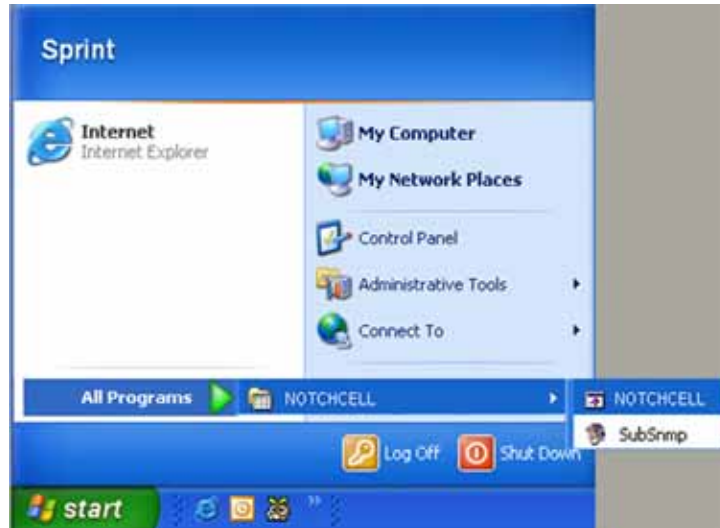 Sprint
Internet
Internet Explorer
My Computer
My Network Places
Control Panel
Administrative Tools
Connect To
All Programs
NOTCHCELL
NOTCHCELL
SubSnmp
Log Off
Shut Down
start